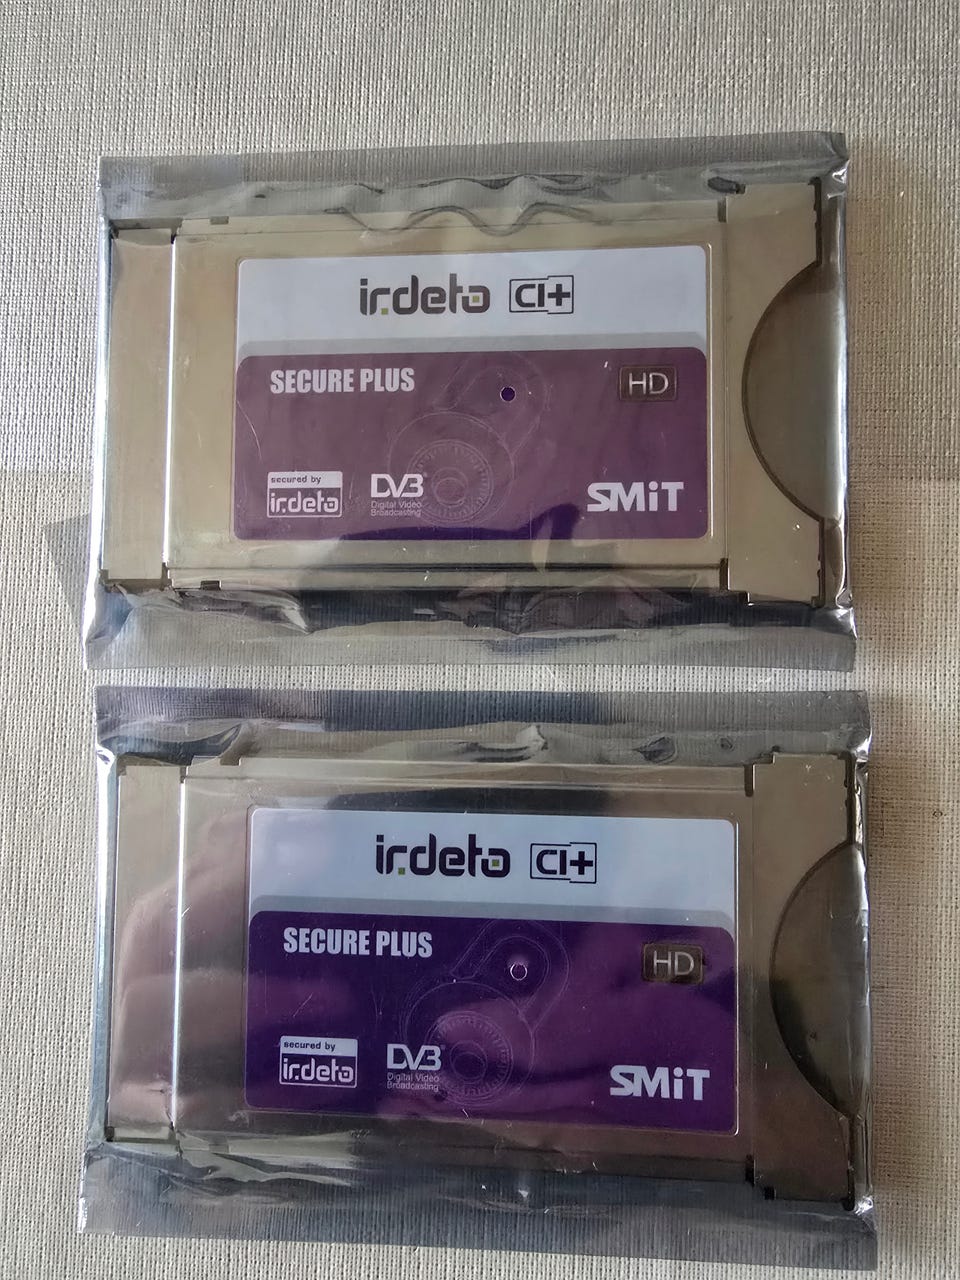 irdeto CI+
SECURE PLUS
HD
secured by
irdeto
DVB
Digital Video
Broadcasting
SMiT
irdeto CI+
SECURE PLUS
HD
secured by
irdeto
DVB
Digital Video
Broadcasting
SMiT